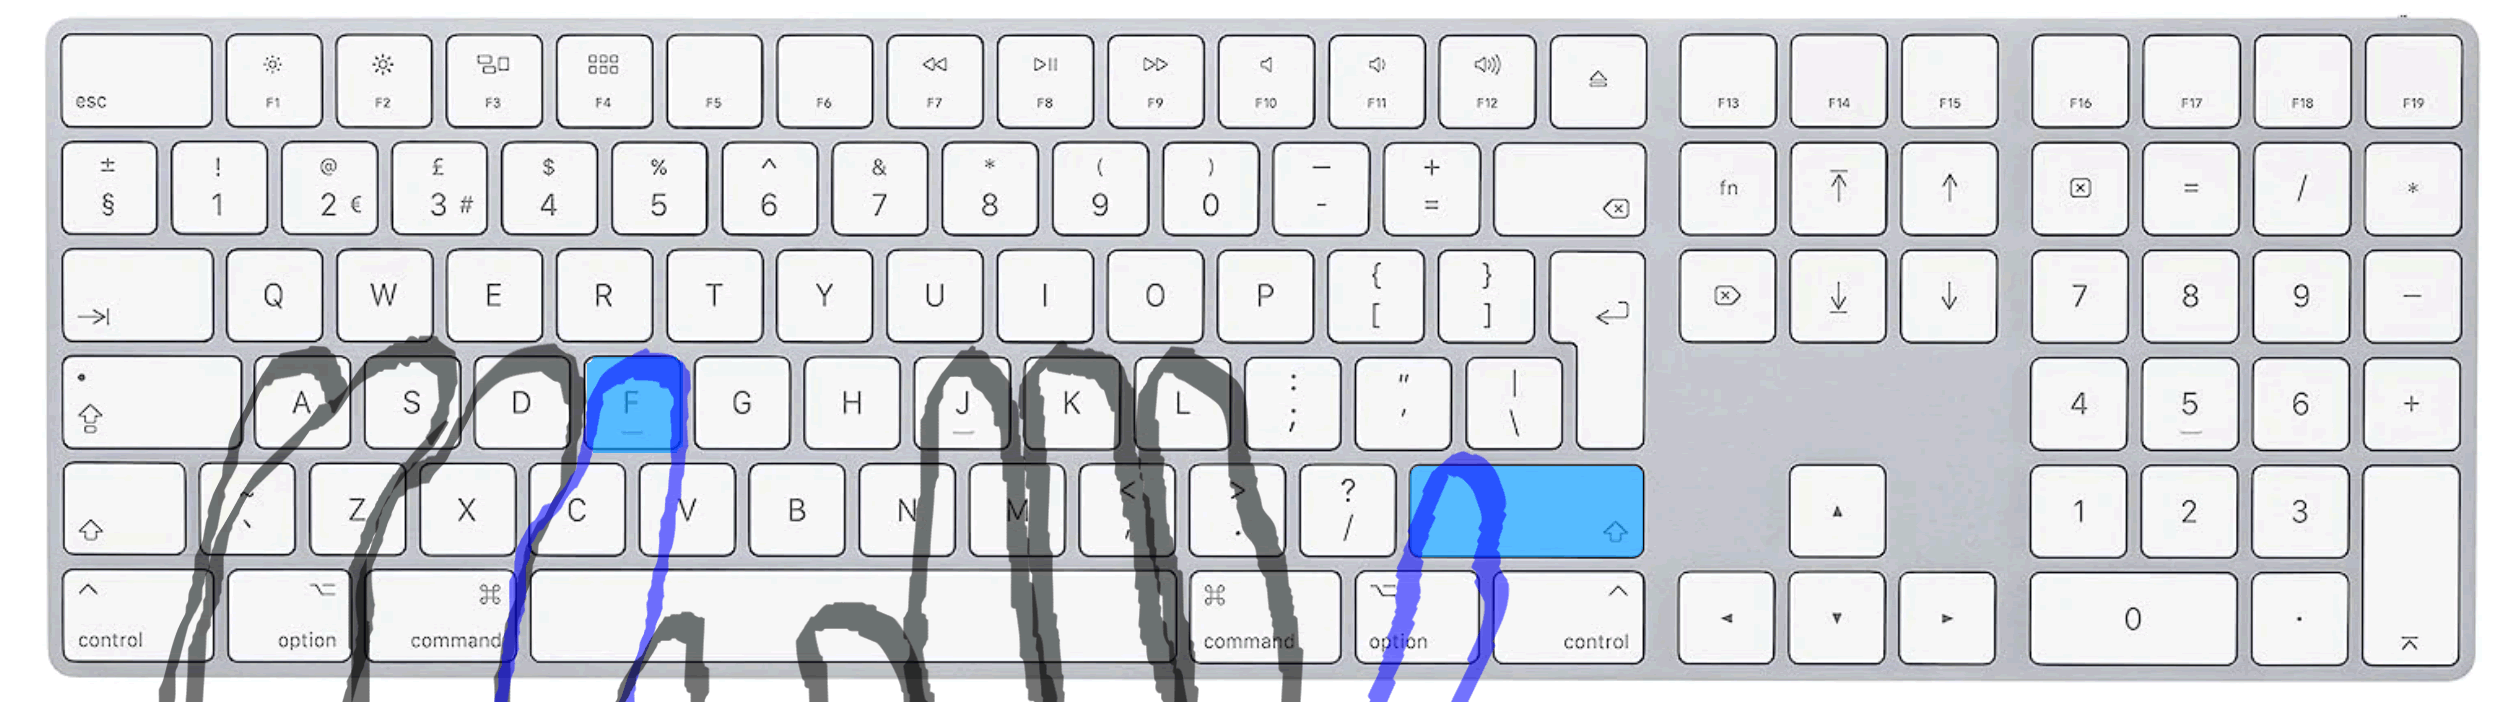 esc F1 F2 F3 F4 F5 F6 F7 F8 F9 F10 F11 F12 F13 F14 F15 F16 F17 F18 F19
± ! @ £ $ % ^ & * ( ) — +
§ 1 2 € 3 # 4 5 6 7 8 9 0 - = fn = / *
Q W E R T Y U I O P { [ } ] 7 8 9 —
A S D F G H J K L : ; " ' | \ 4 5 6 +
~ ` Z X C V B N M < , > . ? / 1 2 3
control option command command option control 0 .